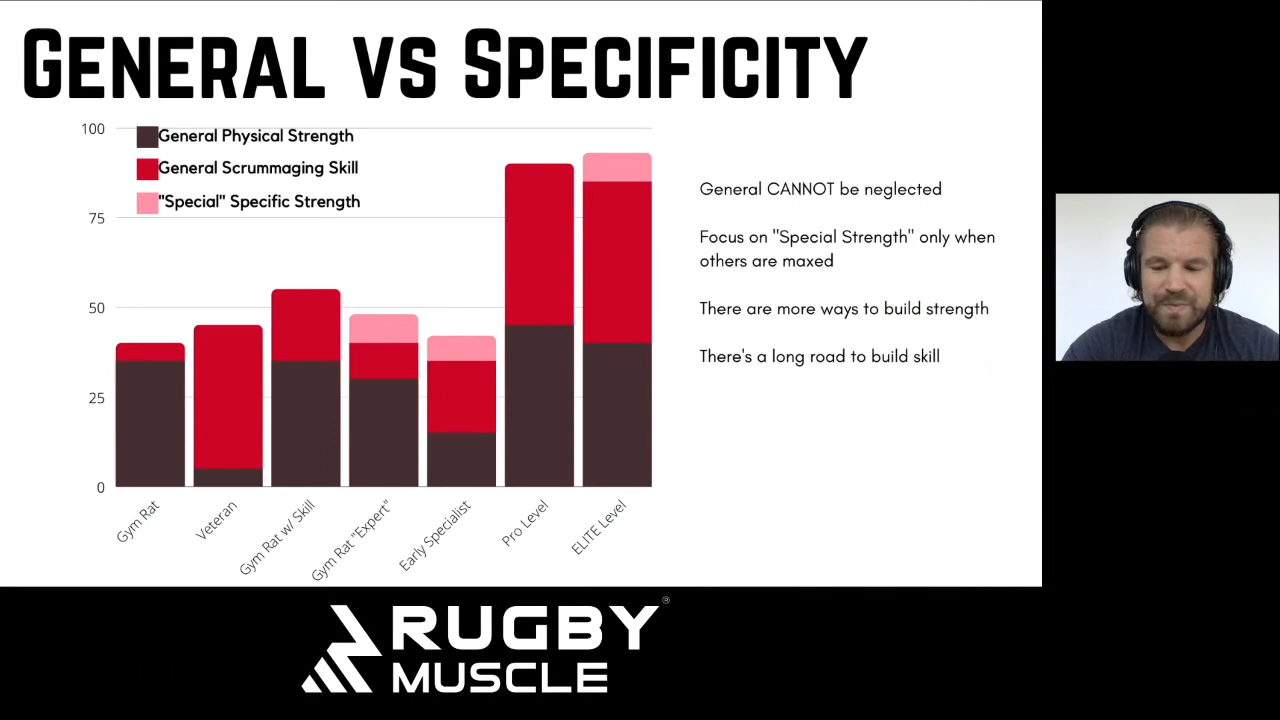 GENERAL VS SPECIFICITY
100
General Physical Strength
General Scrummaging Skill
"Special" Specific Strength
75
50
25
0
Gym Rat
Veteran
Gym Rat w/ Skill
Gym Rat "Expert"
Early Specialist
Pro Level
ELITE Level
General CANNOT be neglected
Focus on "Special Strength" only when
others are maxed
There are more ways to build strength
There's a long road to build skill
RUGBY®
MUSCLE